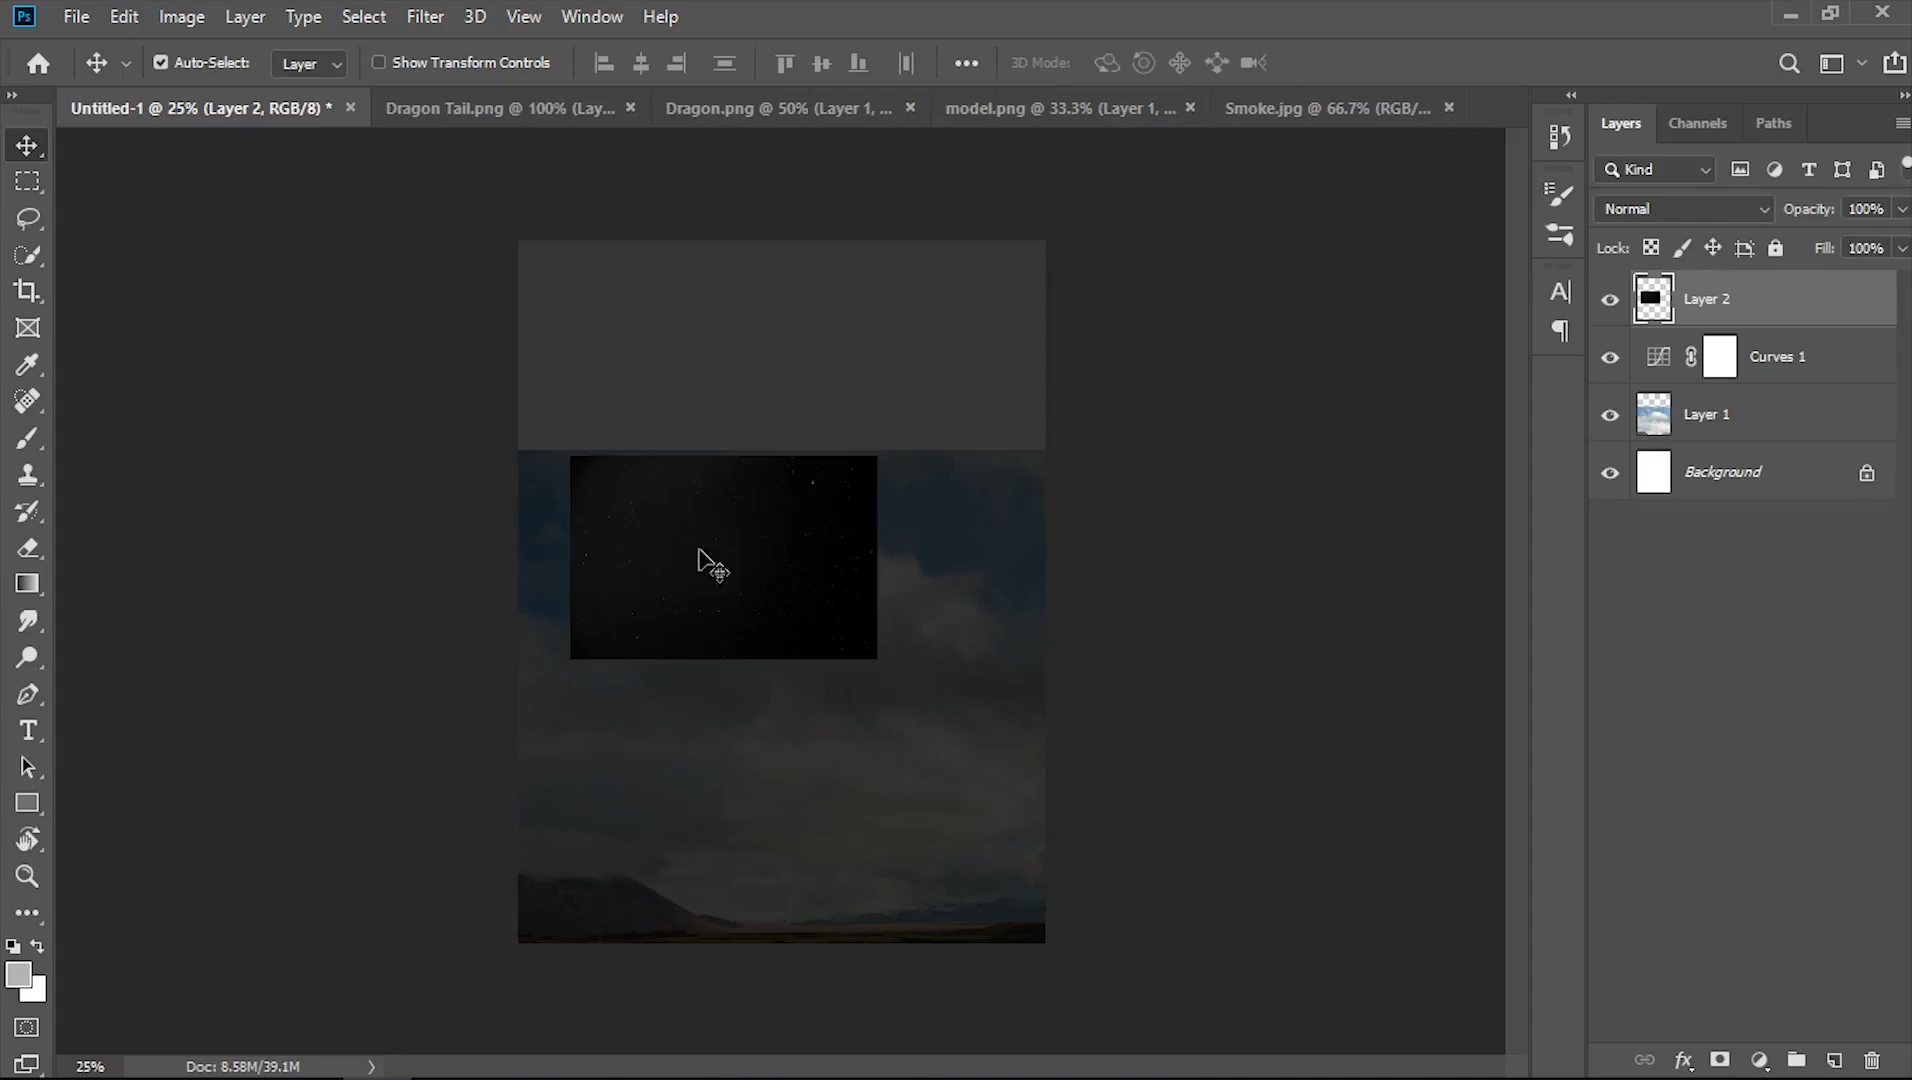 Ps File Edit Image Layer Type Select Filter 3D View Window Help
Auto-Select: Layer Show Transform Controls 3D Mode:
Untitled-1 @ 25% (Layer 2, RGB/8) * Dragon Tail.png @ 100% (Lay... Dragon.png @ 50% (Layer 1, ... model.png @ 33.3% (Layer 1, ... Smoke.jpg @ 66.7% (RGB/...
Layers Channels Paths
Kind
Normal Opacity: 100%
Lock: Fill: 100%
Layer 2
Curves 1
Layer 1
Background
25% Doc: 8.58M/39.1M